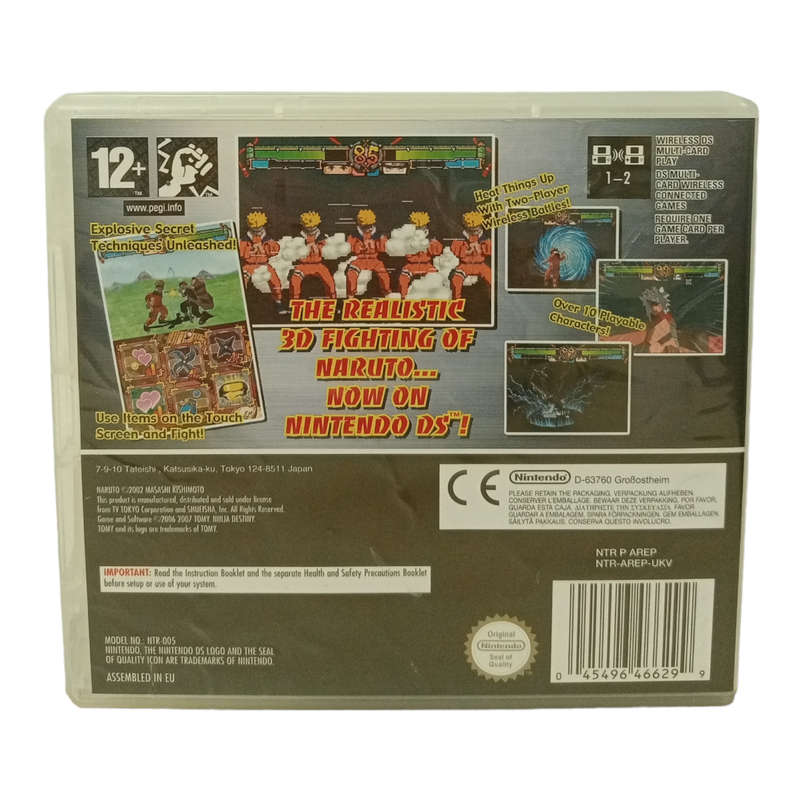 12+
™
www.pegi.info
™
Explosive Secret
Techniques Unleashed!
Use Items on the Touch
Screen and Fight!
85
THE REALISTIC
3D FIGHTING OF
NARUTO...
NOW ON
NINTENDO DS™!
Heat Things Up
With Two-Player
Wireless Battles!
Over 10 Playable
Characters!
1-2
WIRELESS DS
MULTI-CARD
PLAY
DS MULTI-
CARD WIRELESS
CONNECTED
GAMES
REQUIRE ONE
GAME CARD PER
PLAYER.
7-9-10 Tateishi, Katsusika-ku, Tokyo 124-8511 Japan
NARUTO ©2002 MASASHI KISHIMOTO
This product is manufactured, distributed and sold under license
from TV TOKYO Corporation and SHUEISHA, Inc. All Rights Reserved.
Game and Software ©2006 2007 TOMY. NINJA DESTINY.
TOMY and its logo are trademarks of TOMY.
CE
Nintendo
D-63760 Großostheim
PLEASE RETAIN THE PACKAGING. VERPACKUNG AUFHEBEN.
CONSERVER L'EMBALLAGE. BEWAAR DEZE VERPAKKING. POR FAVOR,
GUARDA ESTA CAJA. ΔΙΑΤΗΡΗΣΤΕ ΤΗΝ ΣΥΣΚΕΥΑΣΙΑ. FAVOR
GUARDAR A EMBALAGEM. SPARA FÖRPACKNINGEN. GEM EMBALLAGEN.
SÄILYTÄ PAKKAUS. CONSERVA QUESTO INVOLUCRO.
NTR P AREP
NTR-AREP-UKV
IMPORTANT: Read the Instruction Booklet and the separate Health and Safety Precautions Booklet
before setup or use of your system.
MODEL NO.: NTR-005
NINTENDO, THE NINTENDO DS LOGO AND THE SEAL
OF QUALITY ICON ARE TRADEMARKS OF NINTENDO.
ASSEMBLED IN EU
Original
Nintendo
Seal of
Quality
™
0 45496 46629 9